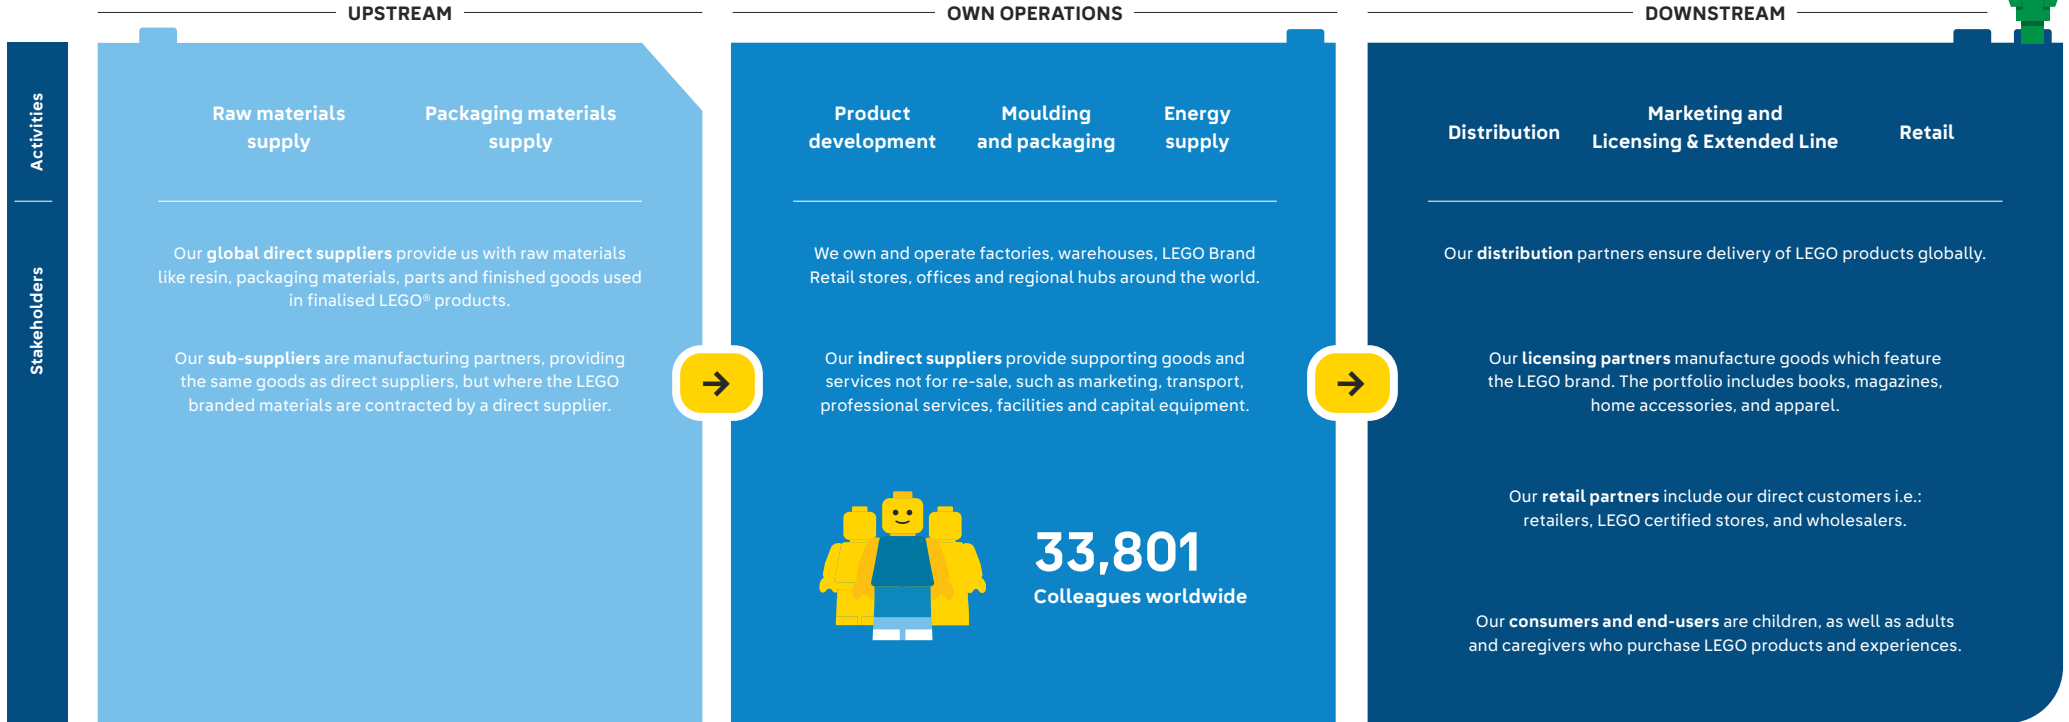 UPSTREAM
OWN OPERATIONS
DOWNSTREAM
Activities
Raw materials
supply
Packaging materials
supply
Product
development
Moulding
and packaging
Energy
supply
Distribution
Marketing and
Licensing & Extended Line
Retail
Stakeholders
Our global direct suppliers provide us with raw materials
like resin, packaging materials, parts and finished goods used
in finalised LEGO® products.
Our sub-suppliers are manufacturing partners, providing
the same goods as direct suppliers, but where the LEGO
branded materials are contracted by a direct supplier.
We own and operate factories, warehouses, LEGO Brand
Retail stores, offices and regional hubs around the world.
Our indirect suppliers provide supporting goods and
services not for re-sale, such as marketing, transport,
professional services, facilities and capital equipment.
33,801
Colleagues worldwide
Our distribution partners ensure delivery of LEGO products globally.
Our licensing partners manufacture goods which feature
the LEGO brand. The portfolio includes books, magazines,
home accessories, and apparel.
Our retail partners include our direct customers i.e.:
retailers, LEGO certified stores, and wholesalers.
Our consumers and end-users are children, as well as adults
and caregivers who purchase LEGO products and experiences.